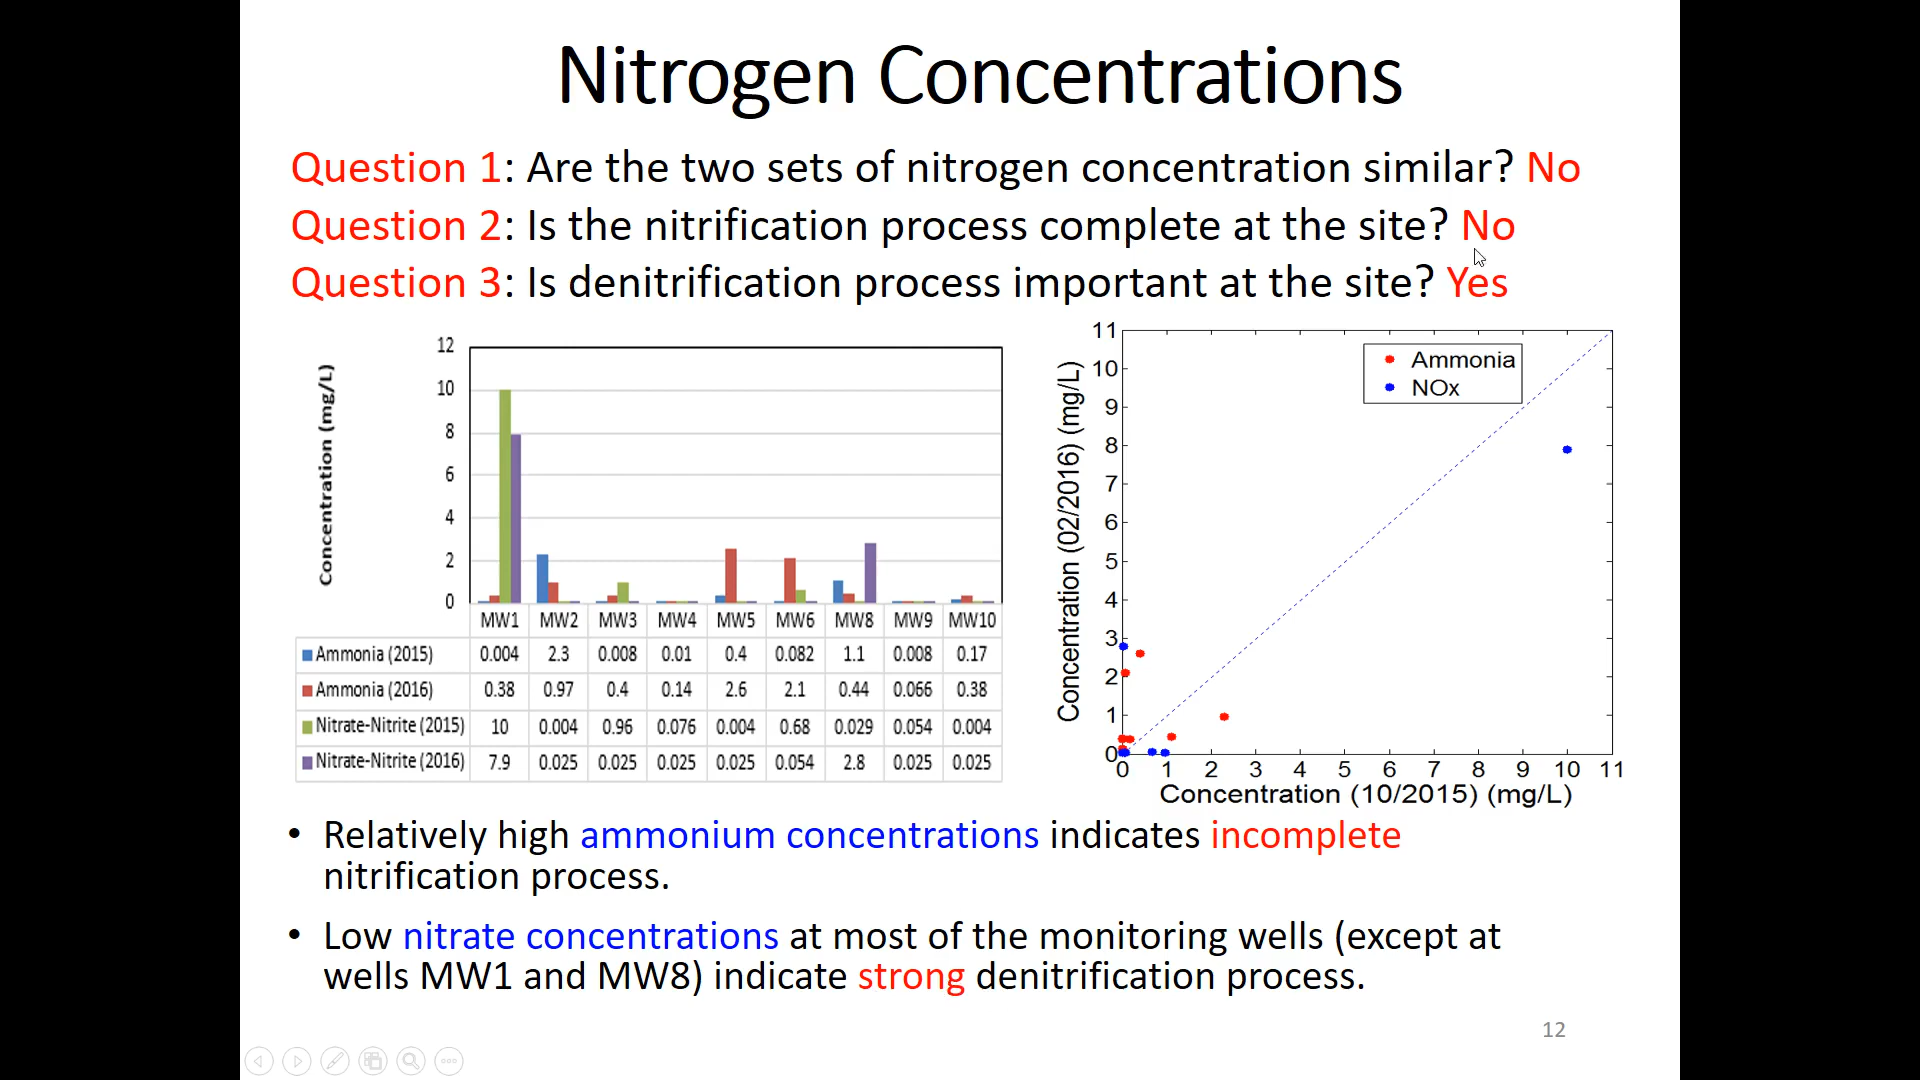 Nitrogen Concentrations
Question 1: Are the two sets of nitrogen concentration similar? No
Question 2: Is the nitrification process complete at the site? No
Question 3: Is denitrification process important at the site? Yes
Concentration (mg/L)
12
10
8
6
4
2
0
MW1 MW2 MW3 MW4 MW5 MW6 MW8 MW9 MW10
Ammonia (2015) 0.004 2.3 0.008 0.01 0.4 0.082 1.1 0.008 0.17
Ammonia (2016) 0.38 0.97 0.4 0.14 2.6 2.1 0.44 0.066 0.38
Nitrate-Nitrite (2015) 10 0.004 0.96 0.076 0.004 0.68 0.029 0.054 0.004
Nitrate-Nitrite (2016) 7.9 0.025 0.025 0.025 0.025 0.054 2.8 0.025 0.025
Concentration (02/2016) (mg/L)
11
10
9
8
7
6
5
4
3
2
1
0
Ammonia
NOx
0 1 2 3 4 5 6 7 8 9 10 11
Concentration (10/2015) (mg/L)
• Relatively high ammonium concentrations indicates incomplete
nitrification process.
• Low nitrate concentrations at most of the monitoring wells (except at
wells MW1 and MW8) indicate strong denitrification process.
12